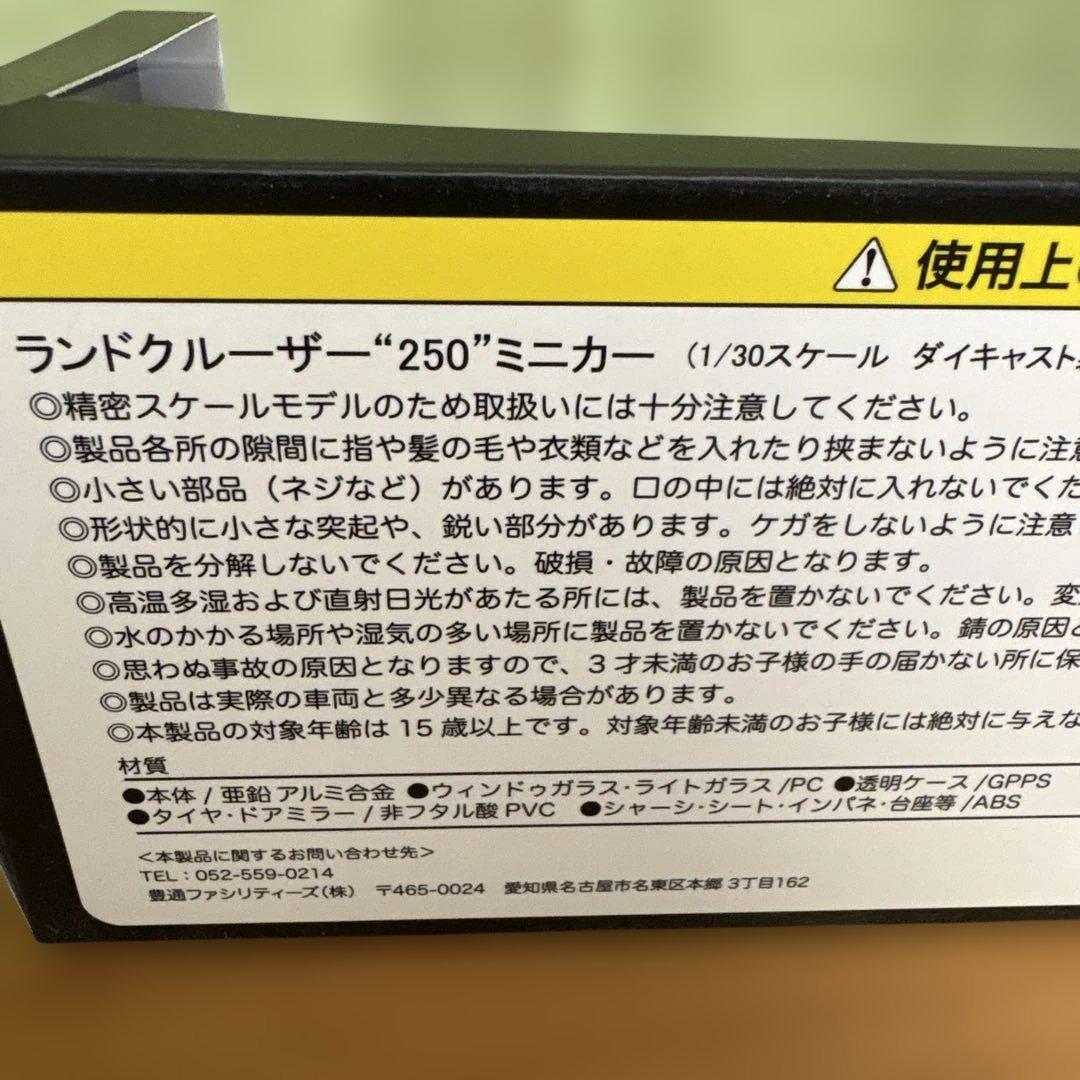 使用上
ランドクルーザー“250”ミニカー （1/30スケール ダイキャスト
◎精密スケールモデルのため取扱いには十分注意してください。
◎製品各所の隙間に指や髪の毛や衣類などを入れたり挟まないように注意
◎小さい部品（ネジなど）があります。口の中には絶対に入れないでくだ
◎形状的に小さな突起や、鋭い部分があります。ケガをしないように注意
◎製品を分解しないでください。破損・故障の原因となります。
◎高温多湿および直射日光があたる所には、製品を置かないでください。変
◎水のかかる場所や湿気の多い場所に製品を置かないでください。錆の原因と
◎思わぬ事故の原因となりますので、3才未満のお子様の手の届かない所に保
◎製品は実際の車両と多少異なる場合があります。
◎本製品の対象年齢は15歳以上です。対象年齢未満のお子様には絶対に与えな
材質
●本体/亜鉛アルミ合金 ●ウィンドゥガラス・ライトガラス/PC ●透明ケース/GPPS
●タイヤ・ドアミラー/非フタル酸PVC ●シャーシ・シート・インパネ・台座等/ABS
＜本製品に関するお問い合わせ先＞
TEL：052-559-0214
豊通ファシリティーズ（株） 〒465-0024 愛知県名古屋市名東区本郷3丁目162